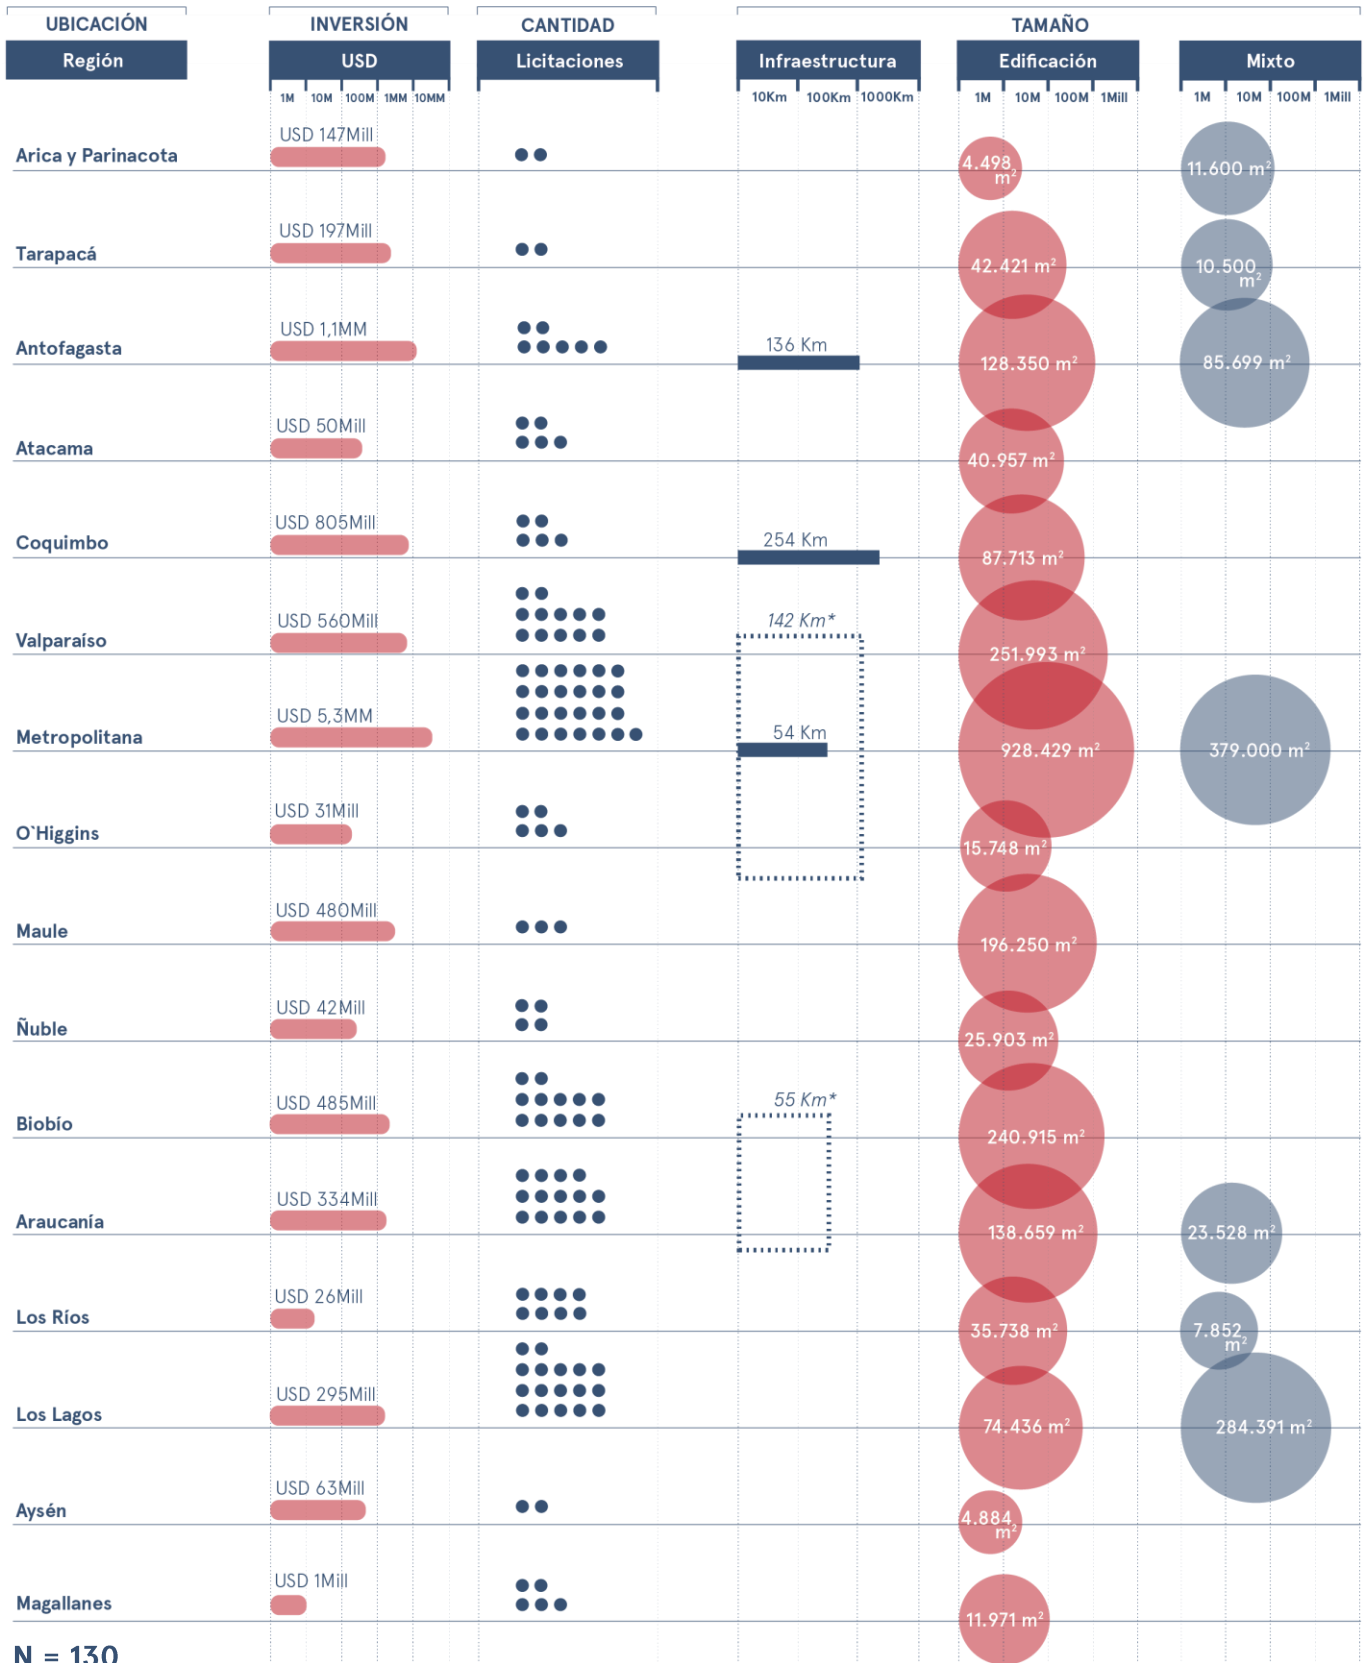 UBICACIÓN INVERSIÓN CANTIDAD TAMAÑO
Región USD Licitaciones Infraestructura Edificación Mixto
1M 10M 100M 1MM 10MM 10Km 100Km 1000Km 1M 10M 100M 1Mill 1M 10M 100M 1Mill
USD 147Mill
Arica y Parinacota 4.498 m² 11.600 m²
USD 197Mill
Tarapacá 42.421 m² 10.500 m²
USD 1,1MM 136 Km
Antofagasta 128.350 m² 85.699 m²
USD 50Mill
Atacama 40.957 m²
USD 805Mill 254 Km
Coquimbo 87.713 m²
USD 560Mill 142 Km*
Valparaíso 251.993 m²
USD 5,3MM 54 Km
Metropolitana 928.429 m² 379.000 m²
USD 31Mill
O`Higgins 15.748 m²
USD 480Mill
Maule 196.250 m²
USD 42Mill
Ñuble 25.903 m²
USD 485Mill 55 Km*
Biobío 240.915 m²
USD 334Mill
Araucanía 138.659 m² 23.528 m²
USD 26Mill
Los Ríos 35.738 m² 7.852 m²
USD 295Mill
Los Lagos 74.436 m² 284.391 m²
USD 63Mill
Aysén 4.884 m²
USD 1Mill
Magallanes 11.971 m²
N = 130